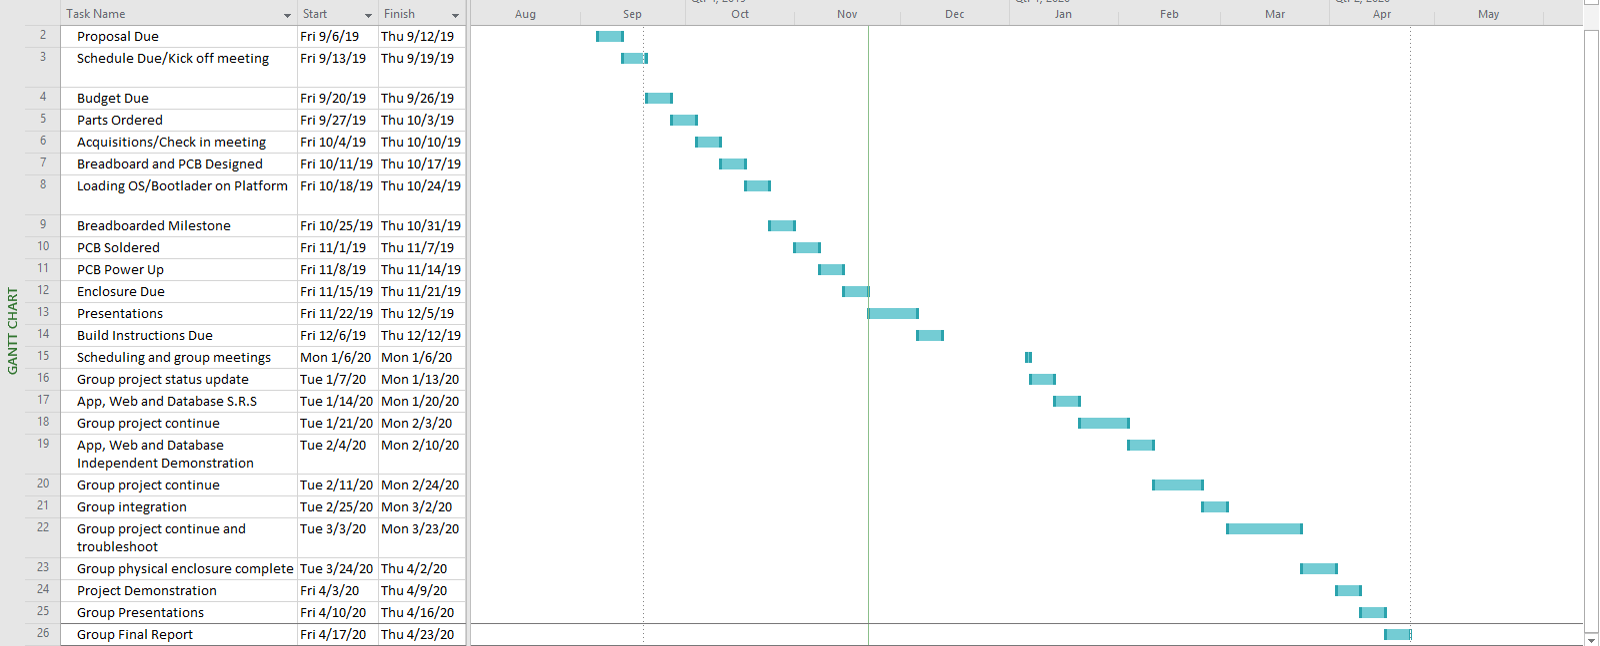 Qtr 4, 2019 Qtr 1, 2020 Qtr 2, 2020
Task Name Start Finish Aug Sep Oct Nov Dec Jan Feb Mar Apr May
2 Proposal Due Fri 9/6/19 Thu 9/12/19
3 Schedule Due/Kick off meeting Fri 9/13/19 Thu 9/19/19
4 Budget Due Fri 9/20/19 Thu 9/26/19
5 Parts Ordered Fri 9/27/19 Thu 10/3/19
6 Acquisitions/Check in meeting Fri 10/4/19 Thu 10/10/19
7 Breadboard and PCB Designed Fri 10/11/19 Thu 10/17/19
8 Loading OS/Bootlader on Platform Fri 10/18/19 Thu 10/24/19
9 Breadboarded Milestone Fri 10/25/19 Thu 10/31/19
10 PCB Soldered Fri 11/1/19 Thu 11/7/19
11 PCB Power Up Fri 11/8/19 Thu 11/14/19
12 Enclosure Due Fri 11/15/19 Thu 11/21/19
13 Presentations Fri 11/22/19 Thu 12/5/19
14 Build Instructions Due Fri 12/6/19 Thu 12/12/19
15 Scheduling and group meetings Mon 1/6/20 Mon 1/6/20
16 Group project status update Tue 1/7/20 Mon 1/13/20
17 App, Web and Database S.R.S Tue 1/14/20 Mon 1/20/20
18 Group project continue Tue 1/21/20 Mon 2/3/20
19 App, Web and Database Tue 2/4/20 Mon 2/10/20
Independent Demonstration
20 Group project continue Tue 2/11/20 Mon 2/24/20
21 Group integration Tue 2/25/20 Mon 3/2/20
22 Group project continue and Tue 3/3/20 Mon 3/23/20
troubleshoot
23 Group physical enclosure complete Tue 3/24/20 Thu 4/2/20
24 Project Demonstration Fri 4/3/20 Thu 4/9/20
25 Group Presentations Fri 4/10/20 Thu 4/16/20
26 Group Final Report Fri 4/17/20 Thu 4/23/20
GANTT CHART